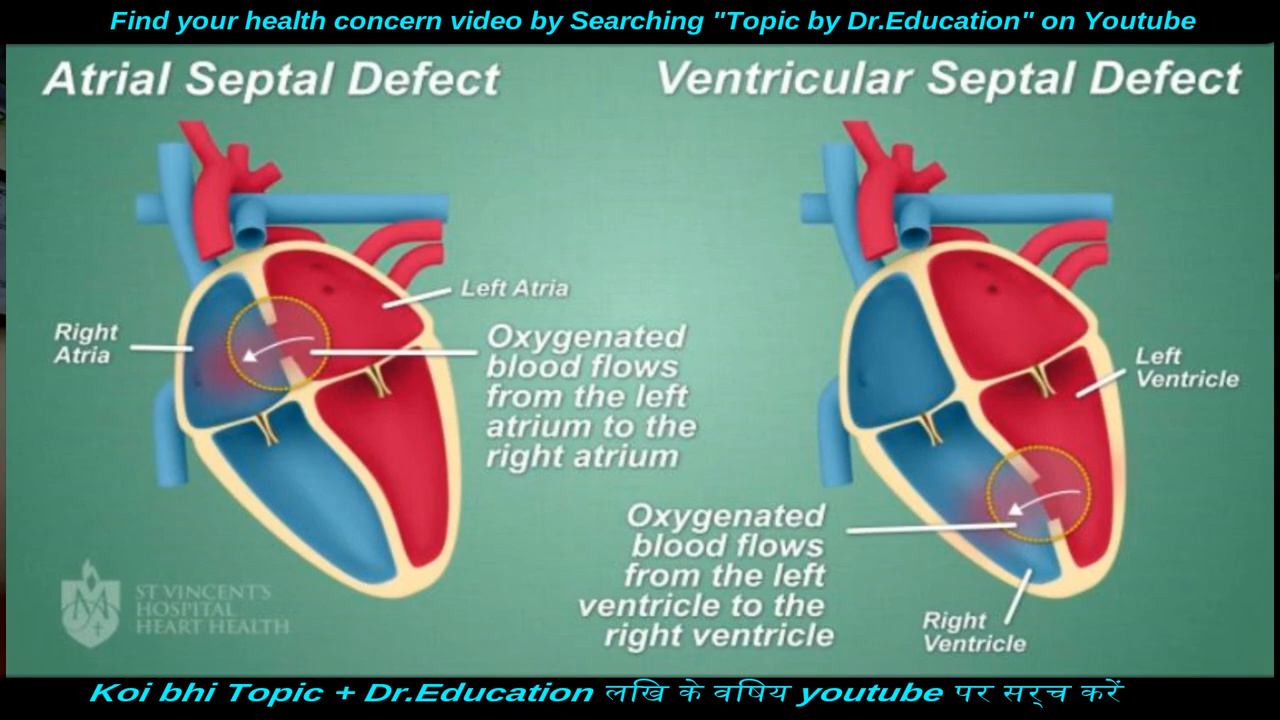 Find your health concern video by Searching "Topic by Dr.Education" on Youtube
Atrial Septal Defect
Ventricular Septal Defect
Left Atria
Right
Atria
Oxygenated
blood flows
from the left
atrium to the
right atrium
Left
Ventricle
Oxygenated
blood flows
from the left
ventricle to the
right ventricle
Right
Ventricle
ST VINCENT'S
HOSPITAL
HEART HEALTH
Koi bhi Topic + Dr.Education लखि के वषिय youtube पर सर्च करें